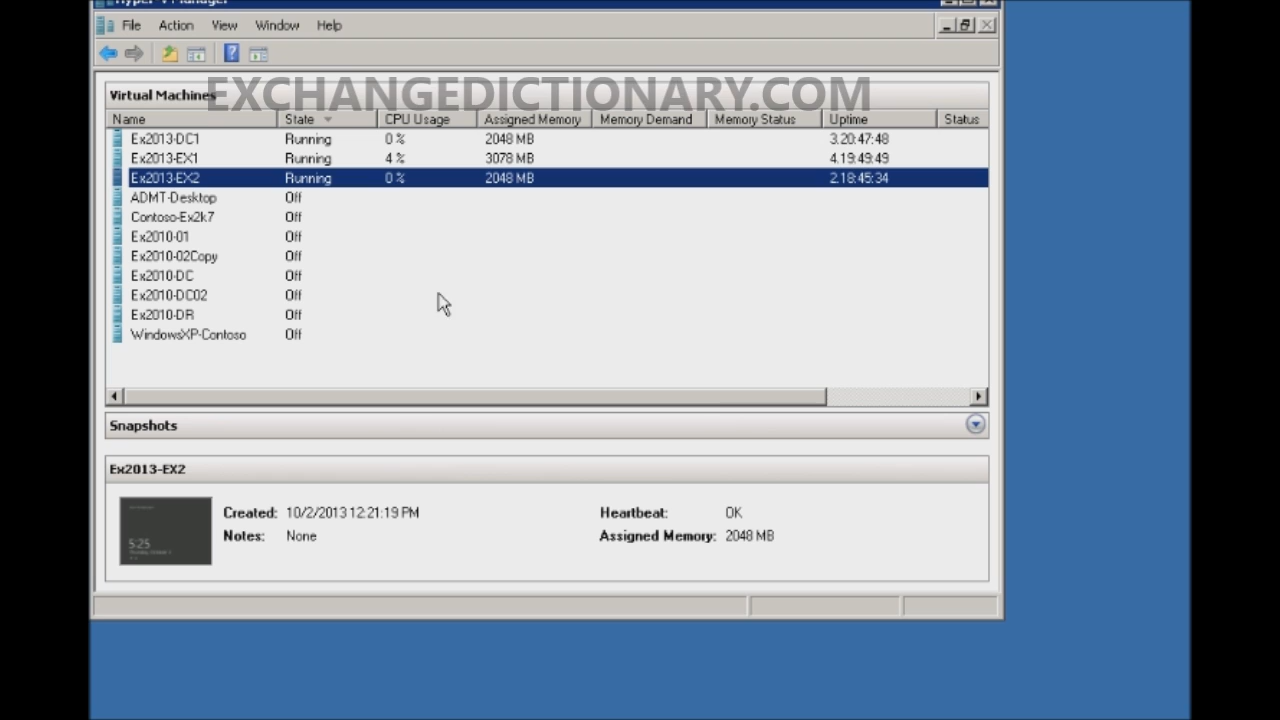 Hyper-V Manager
File Action View Window Help
EXCHANGEDICTIONARY.COM
Virtual Machines
Name State CPU Usage Assigned Memory Memory Demand Memory Status Uptime Status
Ex2013-DC1 Running 0 % 2048 MB 3.20:47:48
Ex2013-EX1 Running 4 % 3078 MB 4.19:49:49
Ex2013-EX2 Running 0 % 2048 MB 2.18:45:34
ADMT-Desktop Off
Contoso-Ex2k7 Off
Ex2010-01 Off
Ex2010-02Copy Off
Ex2010-DC Off
Ex2010-DC02 Off
Ex2010-DR Off
WindowsXP-Contoso Off
Snapshots
Ex2013-EX2
Created: 10/2/2013 12:21:19 PM Heartbeat: OK
Notes: None Assigned Memory: 2048 MB
5:25